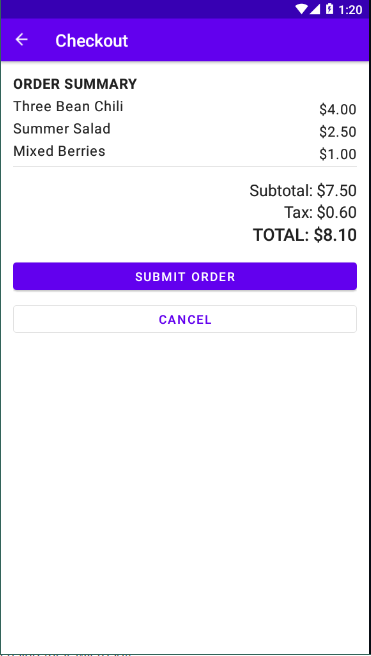 1:20
Checkout
ORDER SUMMARY
Three Bean Chili $4.00
Summer Salad $2.50
Mixed Berries $1.00
Subtotal: $7.50
Tax: $0.60
TOTAL: $8.10
SUBMIT ORDER
CANCEL